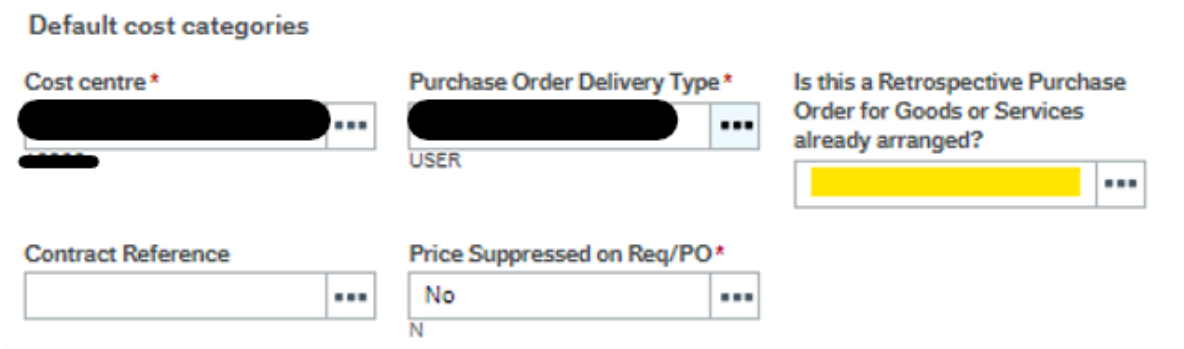 Default cost categories
Cost centre*
Purchase Order Delivery Type*
USER
Is this a Retrospective Purchase
Order for Goods or Services
already arranged?
Contract Reference
Price Suppressed on Req/PO*
No
N